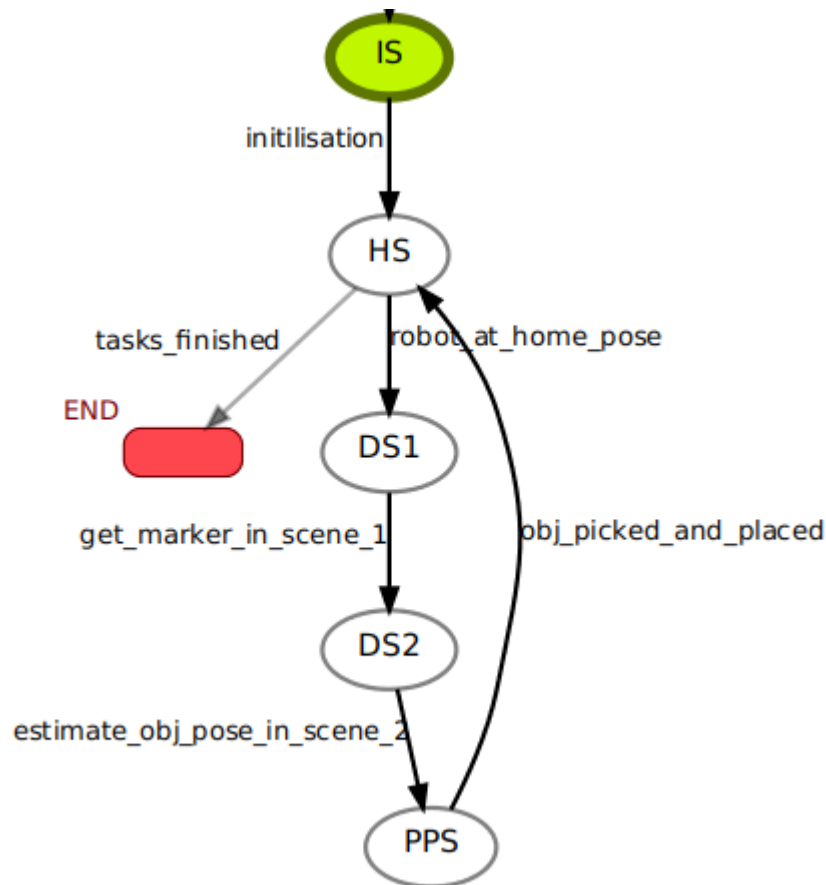 IS
initilisation
HS
tasks_finished
robot_at_home_pose
END
DS1
get_marker_in_scene_1
obj_picked_and_placed
DS2
estimate_obj_pose_in_scene_2
PPS